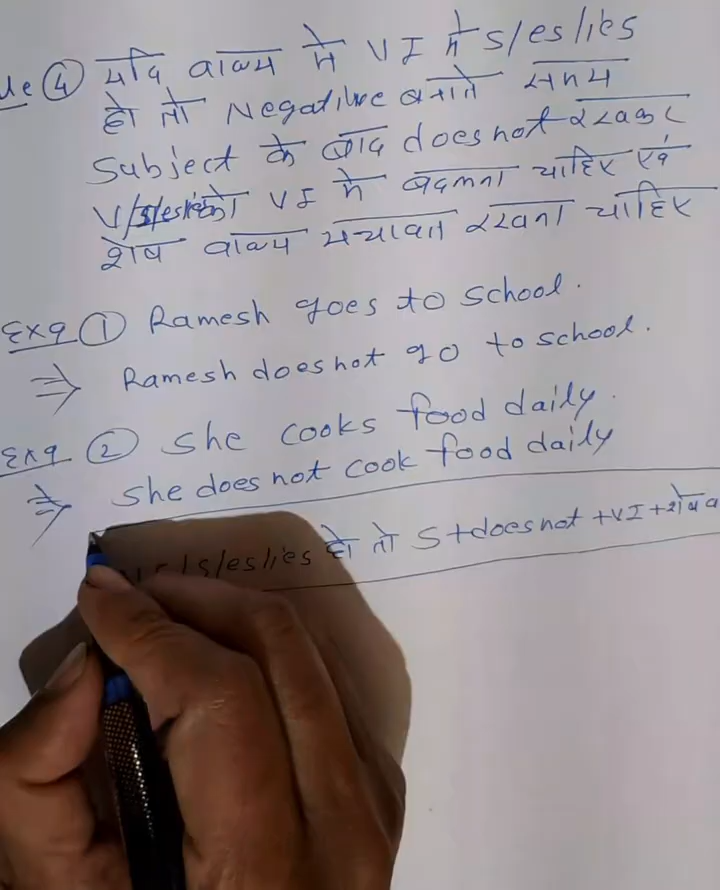 ④ यदि वाक्य में VI में s/es/ies
हो तो Negative बनाते समय
Subject के बाद does not रखकर
V/s/es/ies को VI में बदलना चाहिए एवं
शेष वाक्य यथावत रखना चाहिए
Exa ① Ramesh goes to school.
⇒ Ramesh does not go to school.
Exa ② She cooks food daily.
⇒ She does not cook food daily
s/es/ies हो तो S+does not +VI+